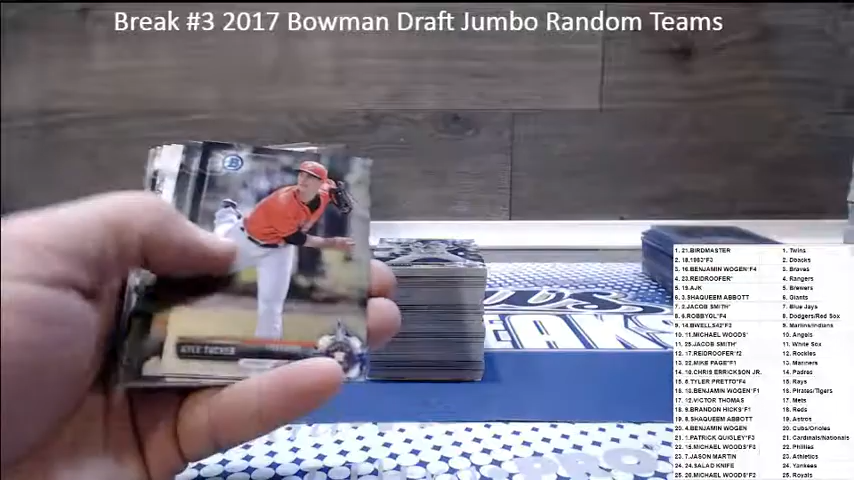 Break #3 2017 Bowman Draft Jumbo Random Teams
B
KYLE TUCKER
1. 21.BIRDMASTER 1. Twins
2. 18.1053*F3 2. Dbacks
3. 16.BENJAMIN WOGEN*F4 3. Braves
4. 23.REIDROOFER* 4. Rangers
5. 19.AJK 5. Brewers
6. 3.SHAQUEEM ABBOTT 6. Giants
7. 2.JACOB SMITH* 7. Blue Jays
8. 6.ROBBYOL*F4 8. Dodgers/Red Sox
9. 14.BWELLS42*F2 9. Marlins/Indians
10. 11.MICHAEL WOODS* 10. Angels
11. 25.JACOB SMITH* 11. White Sox
12. 17.REIDROOFER*f2 12. Rockies
13. 22.MIKE PAGE*F1 13. Mariners
14. 10.CHRIS ERRICKSON JR. 14. Padres
15. 5.TYLER PRETTO*F4 15. Rays
16. 13.BENJAMIN WOGEN*F1 16. Pirates/Tigers
17. 12.VICTOR THOMAS 17. Mets
18. 9.BRANDON HICKS*F1 18. Reds
19. 8.SHAQUEEM ABBOTT 19. Astros
20. 4.BENJAMIN WOGEN* 20. Cubs/Orioles
21. 1.PATRICK QUIGLEY*F3 21. Cardinals/Nationals
22. 15.MICHAEL WOODS*F2 22. Phillies
23. 7.JASON MARTIN 23. Athletics
24. 24.SALAD KNIFE 24. Yankees
25. 20.MICHAEL WOODS*F2 25. Royals